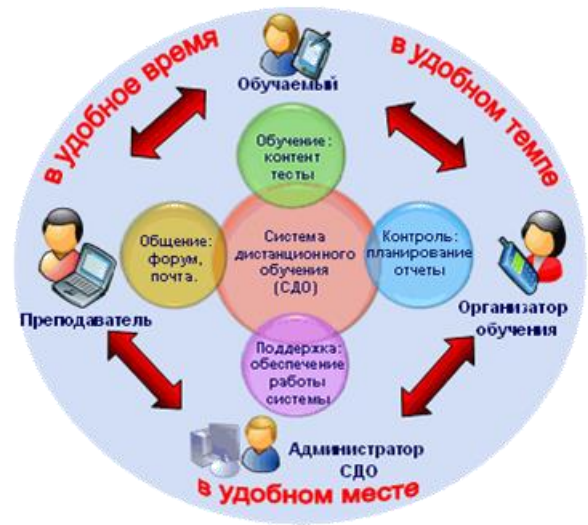 в удобное время
в удобном темпе
Обучаемый
Обучение:
контент
тесты
Общение:
форум,
почта.
Система
дистанционного
обучения
(СДО)
Контроль:
планирование
отчеты
Преподаватель
Организатор
обучения
Поддержка:
обеспечение
работы
системы
Администратор
СДО
в удобном месте